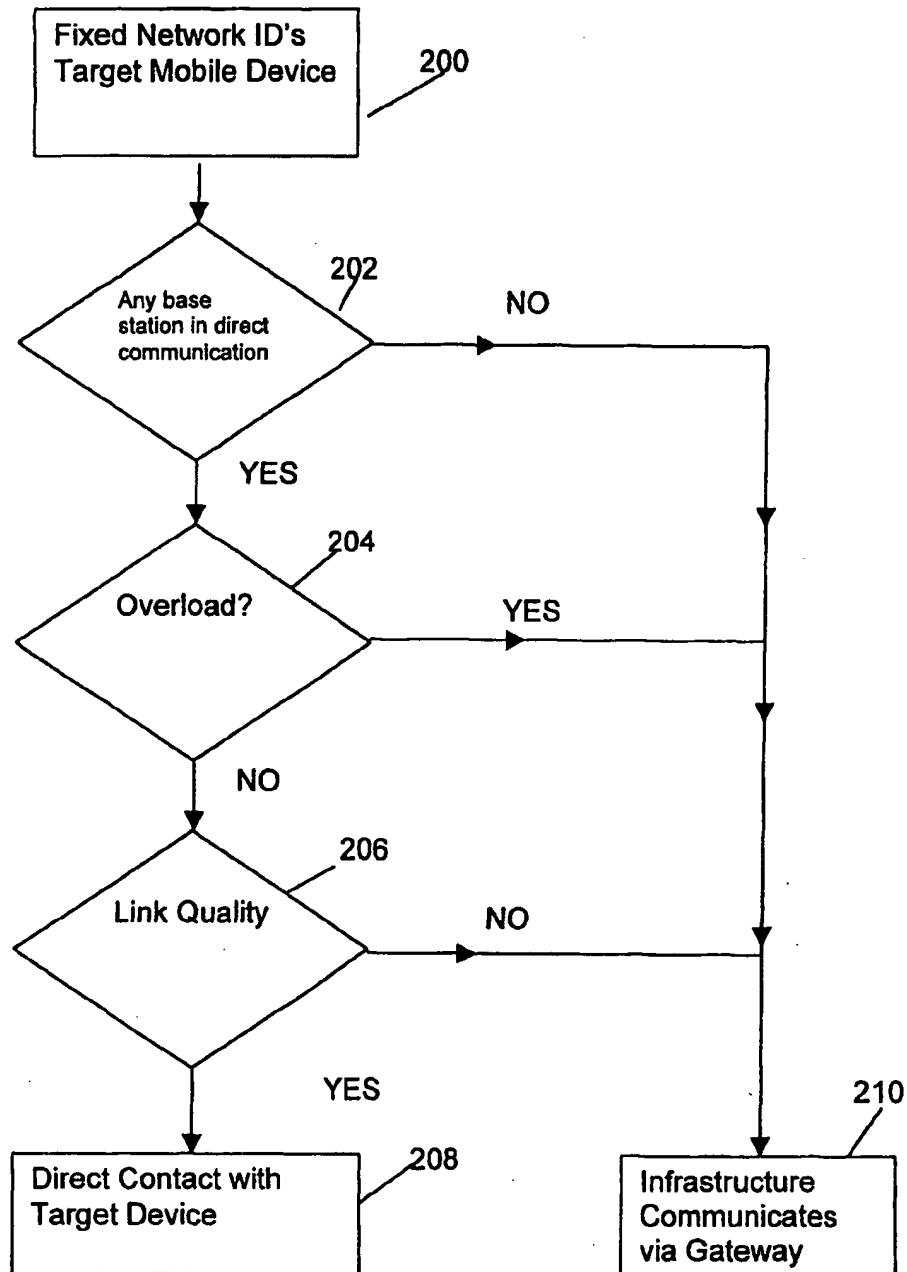 Fixed Network ID's
Target Mobile Device
200
202
Any base
station in direct
communication
NO
YES
204
Overload?
YES
NO
206
Link Quality
NO
YES
210
208
Direct Contact with
Target Device
Infrastructure
Communicates
via Gateway